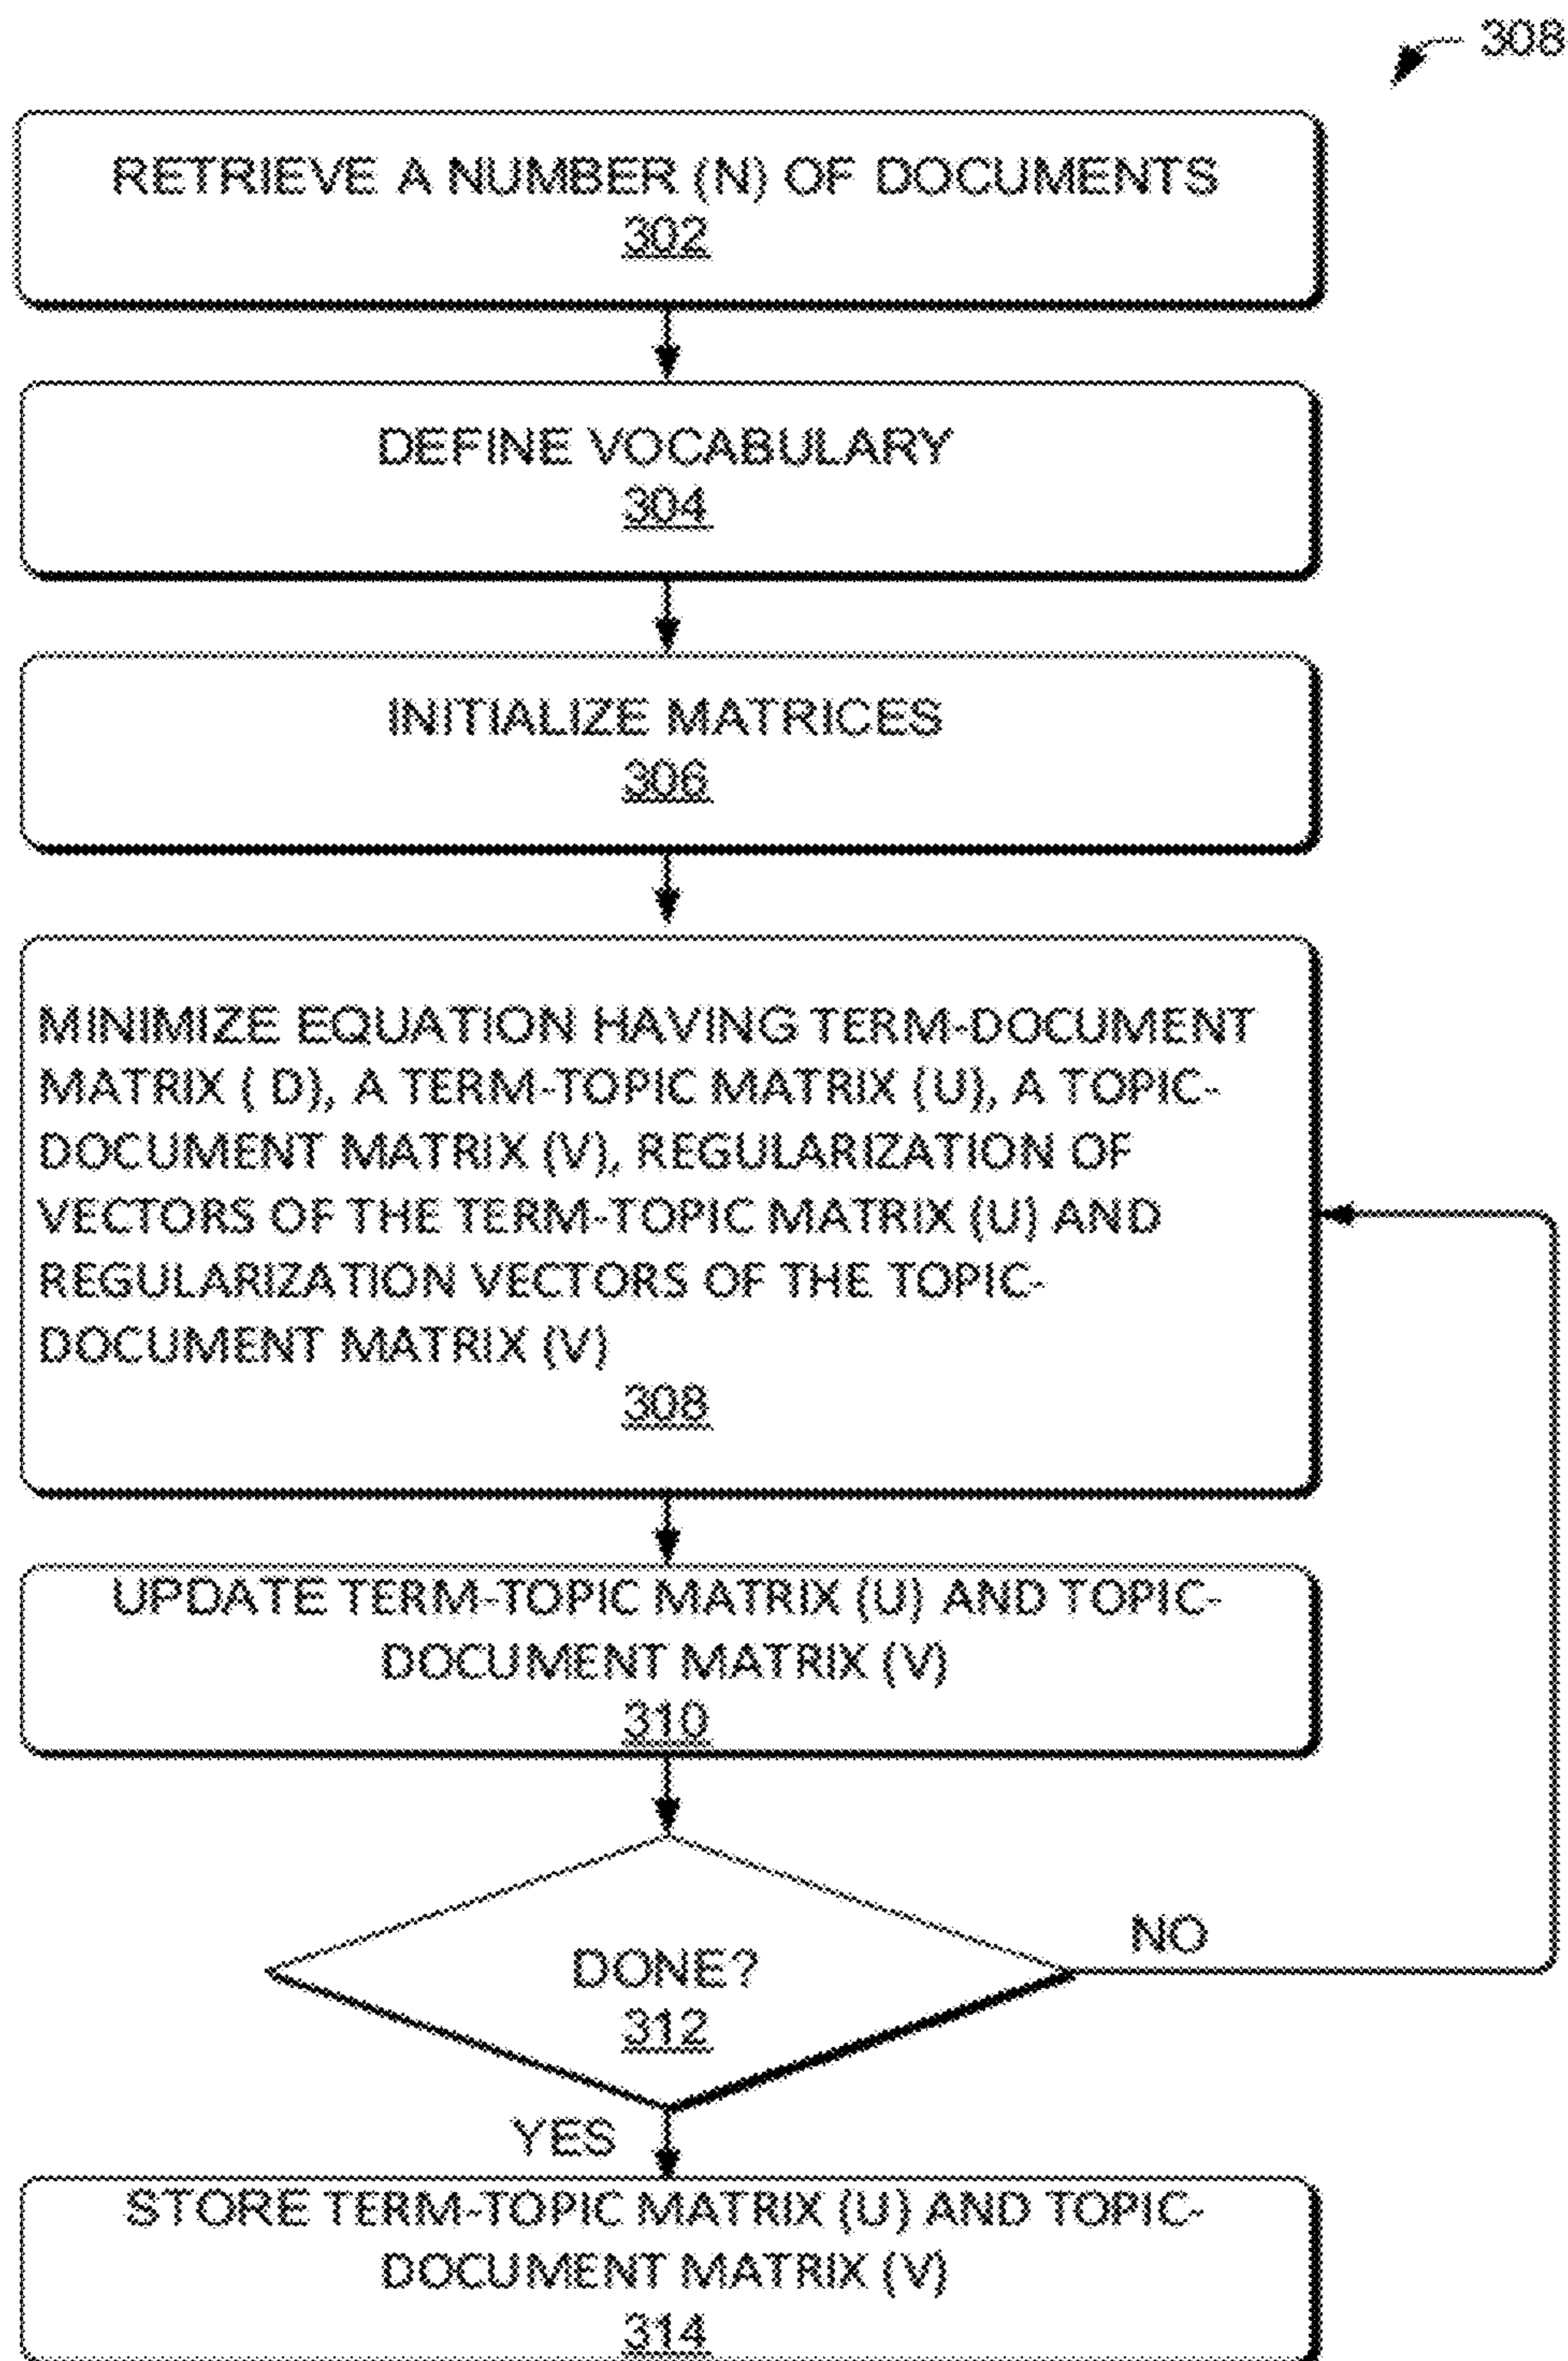 308
RETRIEVE A NUMBER (N) OF DOCUMENTS
302
DEFINE VOCABULARY
304
INITIALIZE MATRICES
306
MINIMIZE EQUATION HAVING TERM-DOCUMENT
MATRIX ( D), A TERM-TOPIC MATRIX (U), A TOPIC-
DOCUMENT MATRIX (V), REGULARIZATION OF
VECTORS OF THE TERM-TOPIC MATRIX (U) AND
REGULARIZATION VECTORS OF THE TOPIC-
DOCUMENT MATRIX (V)
308
UPDATE TERM-TOPIC MATRIX (U) AND TOPIC-
DOCUMENT MATRIX (V)
310
NO
DONE?
312
YES
STORE TERM-TOPIC MATRIX (U) AND TOPIC-
DOCUMENT MATRIX (V)
314